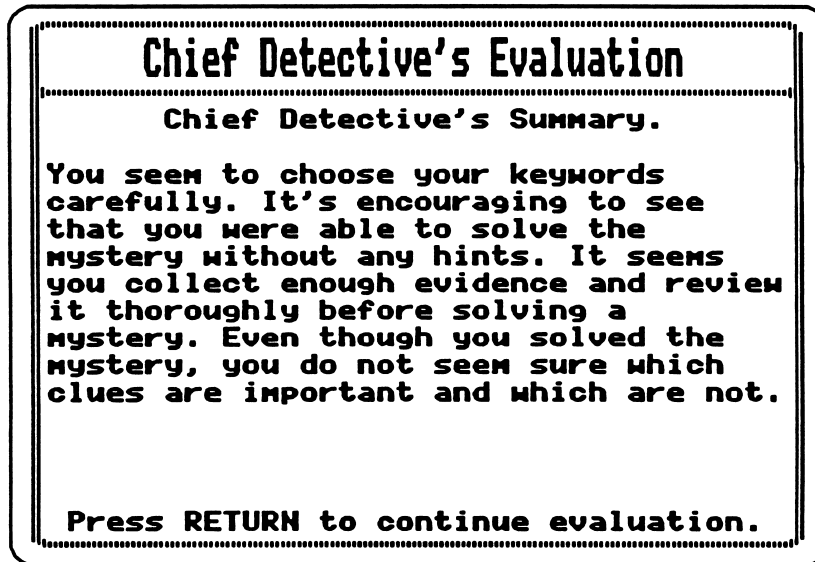 Chief Detective's Evaluation
Chief Detective's Summary.
You seem to choose your keywords
carefully. It's encouraging to see
that you were able to solve the
mystery without any hints. It seems
you collect enough evidence and review
it thoroughly before solving a
mystery. Even though you solved the
mystery, you do not seem sure which
clues are important and which are not.
Press RETURN to continue evaluation.